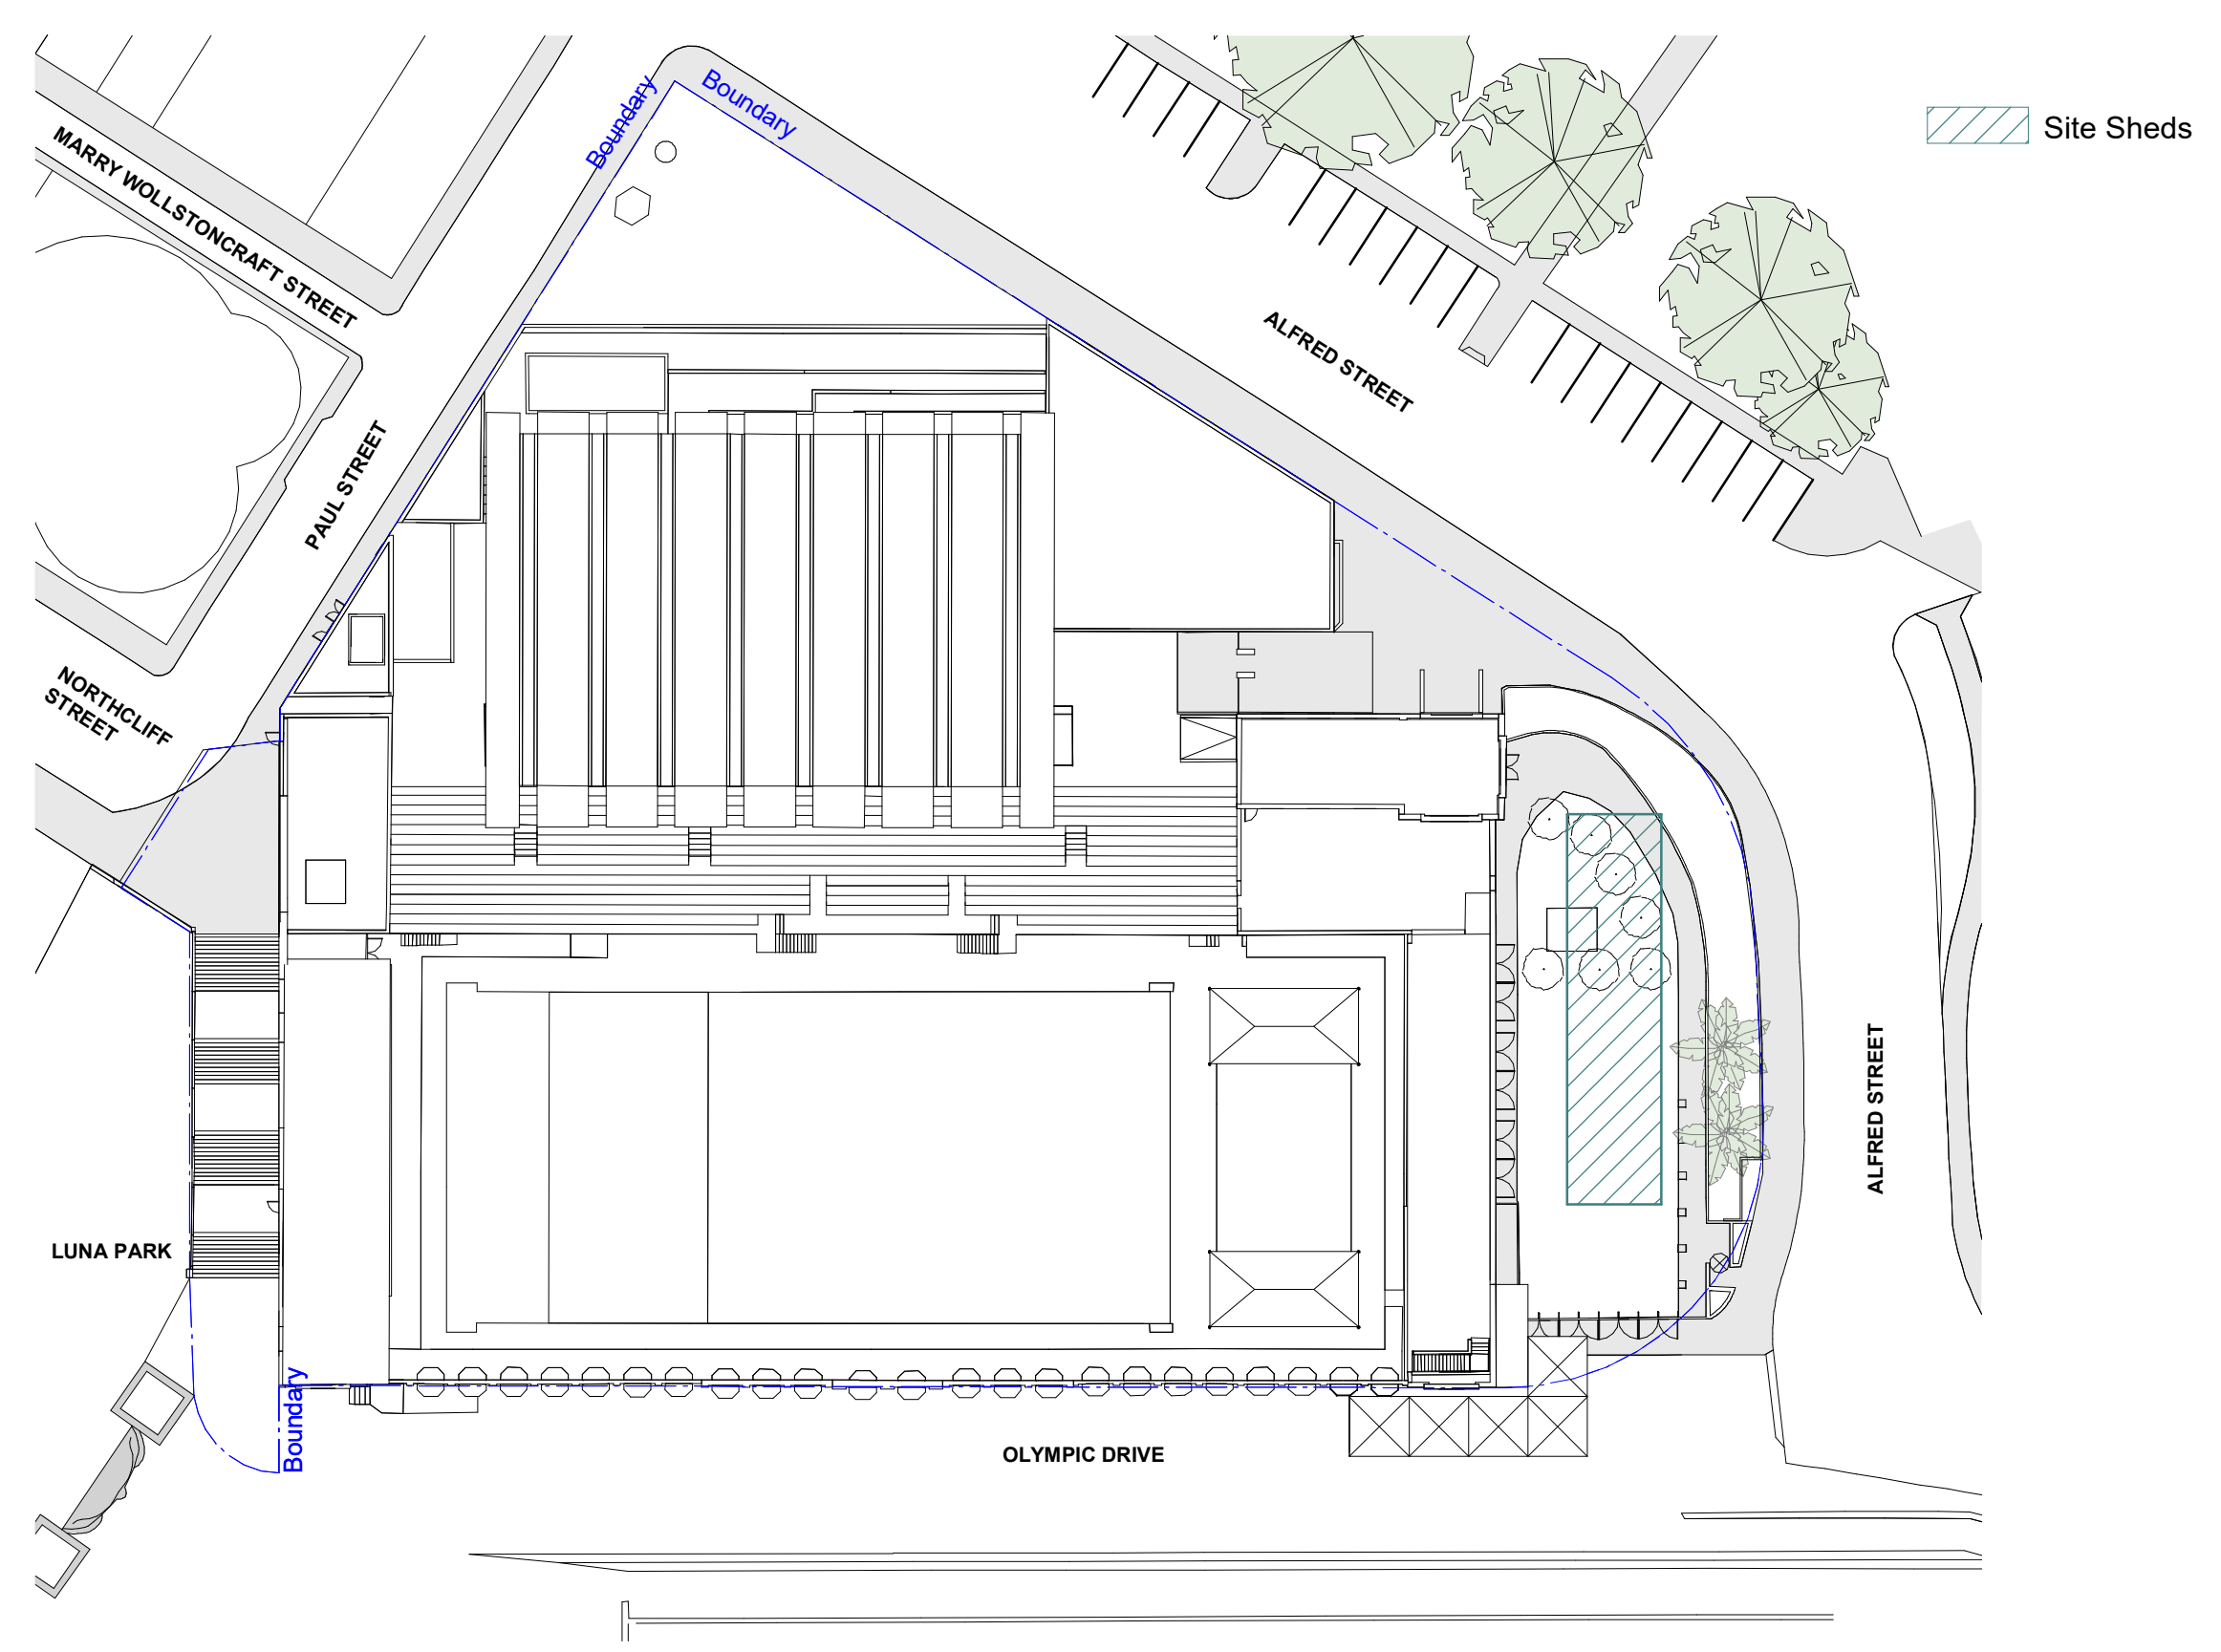 Boundary
Boundary
Site Sheds
MARRY WOLLSTONCRAFT STREET
ALFRED STREET
PAUL STREET
NORTHCLIFF
STREET
ALFRED STREET
LUNA PARK
Boundary
OLYMPIC DRIVE